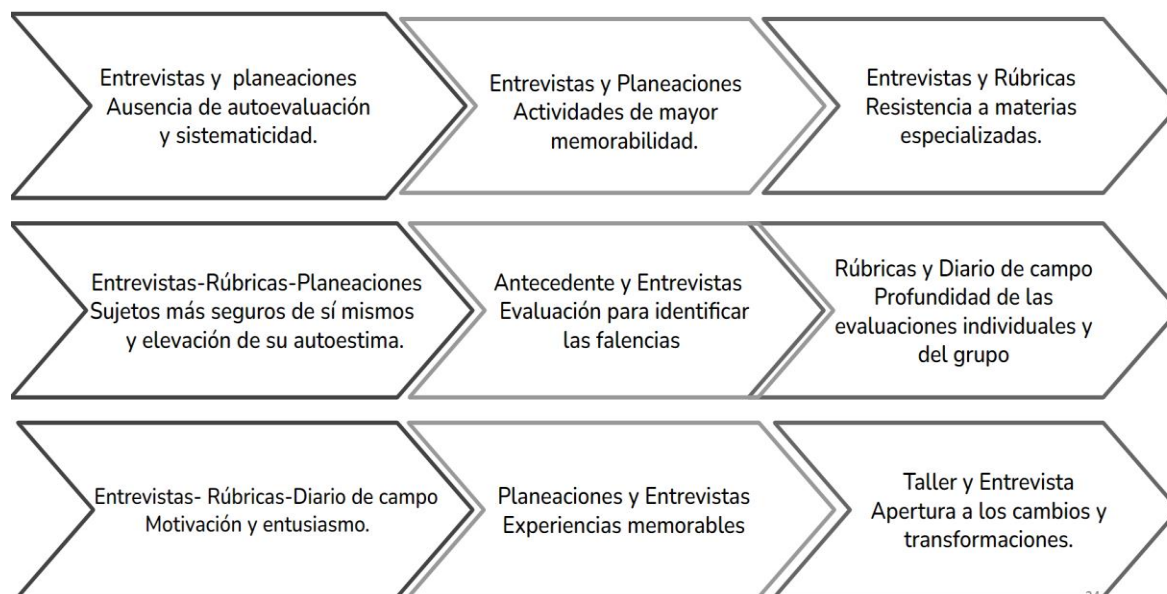 Entrevistas y planeaciones
Ausencia de autoevaluación
y sistematicidad.
Entrevistas y Planeaciones
Actividades de mayor
memorabilidad.
Entrevistas y Rúbricas
Resistencia a materias
especializadas.
Entrevistas-Rúbricas-Planeaciones
Sujetos más seguros de sí mismos
y elevación de su autoestima.
Antecedente y Entrevistas
Evaluación para identificar
las falencias
Rúbricas y Diario de campo
Profundidad de las
evaluaciones individuales y
del grupo
Entrevistas- Rúbricas-Diario de campo
Motivación y entusiasmo.
Planeaciones y Entrevistas
Experiencias memorables
Taller y Entrevista
Apertura a los cambios y
transformaciones.